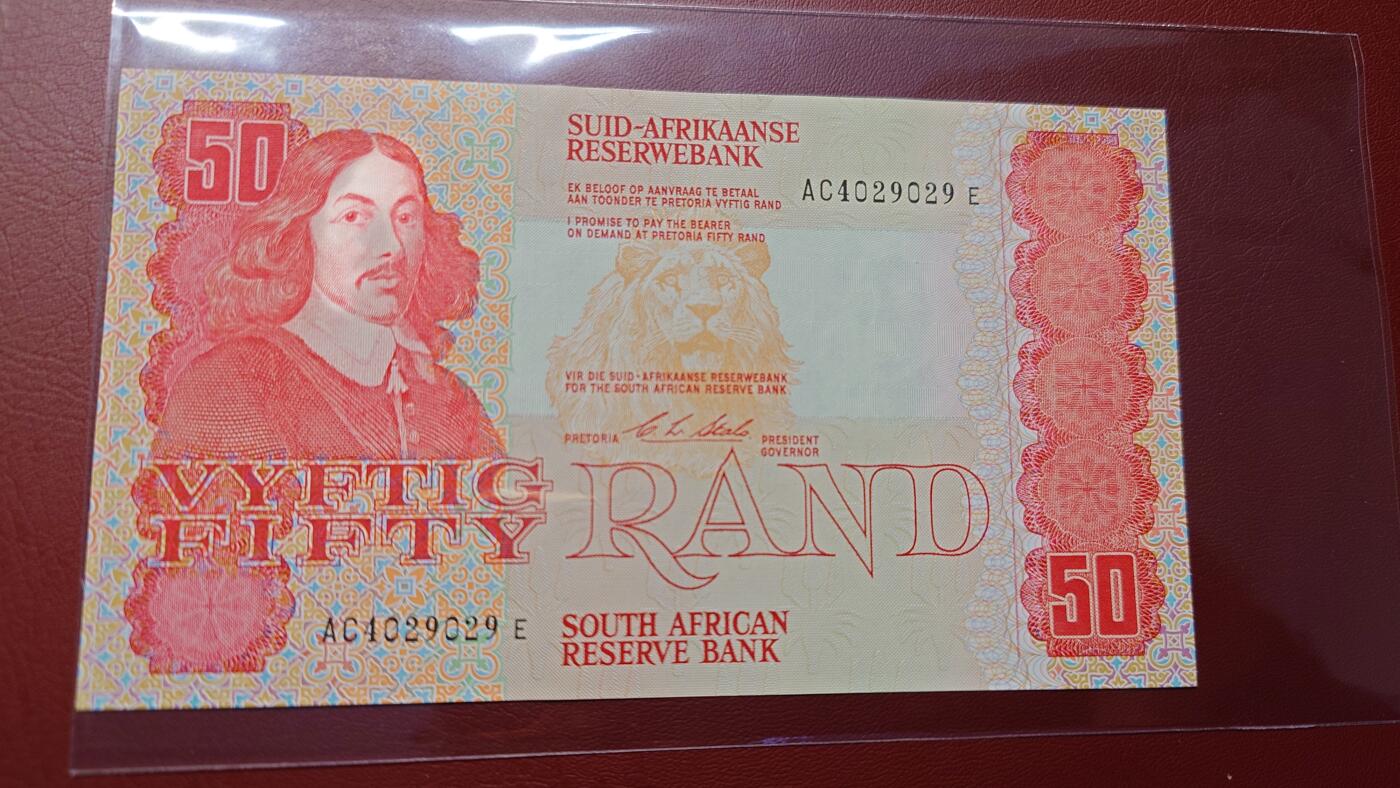 50
SUID-AFRIKAANSE
RESERWEBANK
EK BELOOF OP AANVRAAG TE BETAAL
AAN TOONDER TE PRETORIA VYFTIG RAND
AC4029029 E
I PROMISE TO PAY THE BEARER
ON DEMAND AT PRETORIA FIFTY RAND
VIR DIE SUID-AFRIKAANSE RESERWEBANK
FOR THE SOUTH AFRICAN RESERVE BANK
PRETORIA
PRESIDENT
GOVERNOR
VYFTIG
FIFTY
RAND
50
AC4029029 E
SOUTH AFRICAN
RESERVE BANK